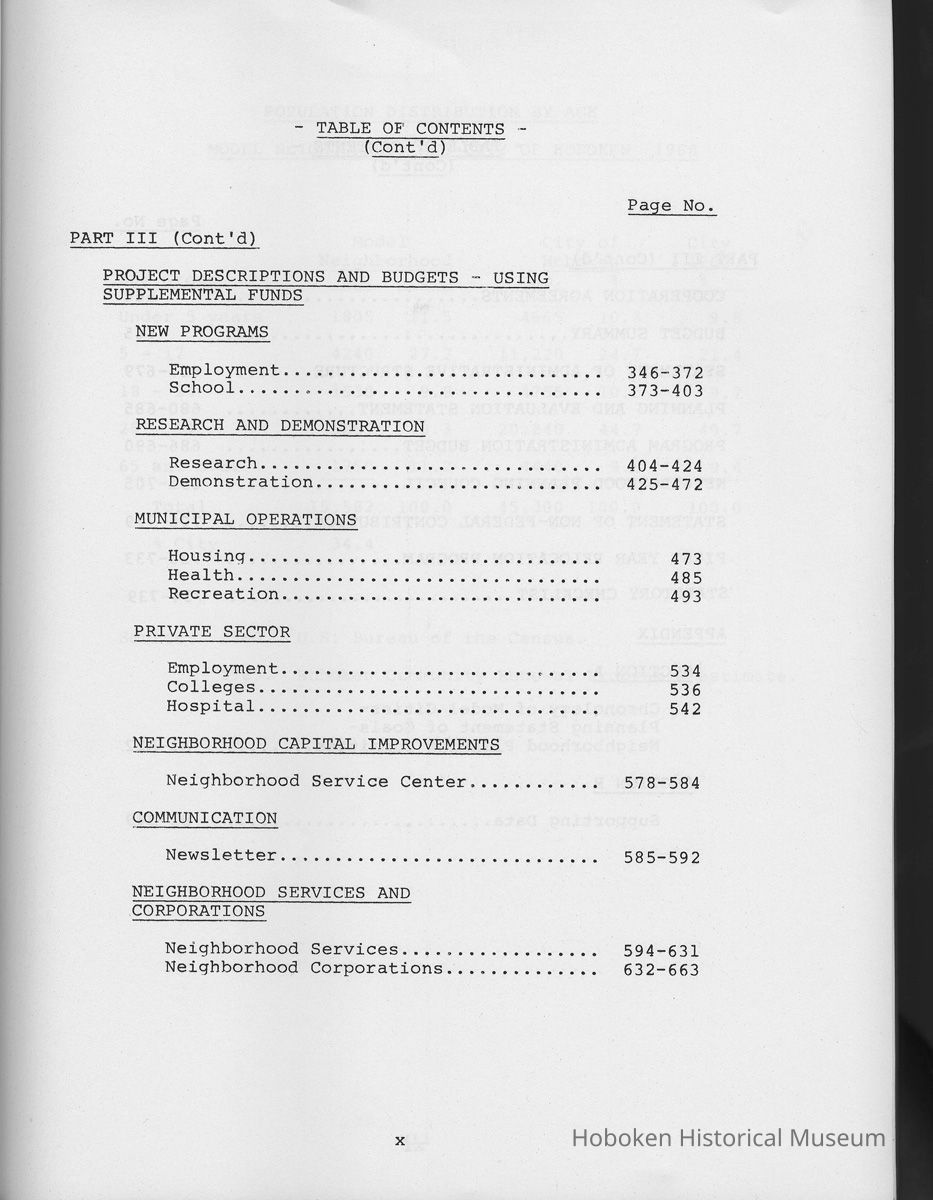 - TABLE OF CONTENTS -
(Cont'd)
Page No.
PART III (Cont'd)
PROJECT DESCRIPTIONS AND BUDGETS - USING
SUPPLEMENTAL FUNDS
NEW PROGRAMS
Employment............................. 346-372
School................................. 373-403
RESEARCH AND DEMONSTRATION
Research............................... 404-424
Demonstration.......................... 425-472
MUNICIPAL OPERATIONS
Housing................................ 473
Health................................. 485
Recreation............................. 493
PRIVATE SECTOR
Employment............................. 534
Colleges............................... 536
Hospital............................... 542
NEIGHBORHOOD CAPITAL IMPROVEMENTS
Neighborhood Service Center............ 578-584
COMMUNICATION
Newsletter............................. 585-592
NEIGHBORHOOD SERVICES AND
CORPORATIONS
Neighborhood Services.................. 594-631
Neighborhood Corporations.............. 632-663
x
Hoboken Historical Museum